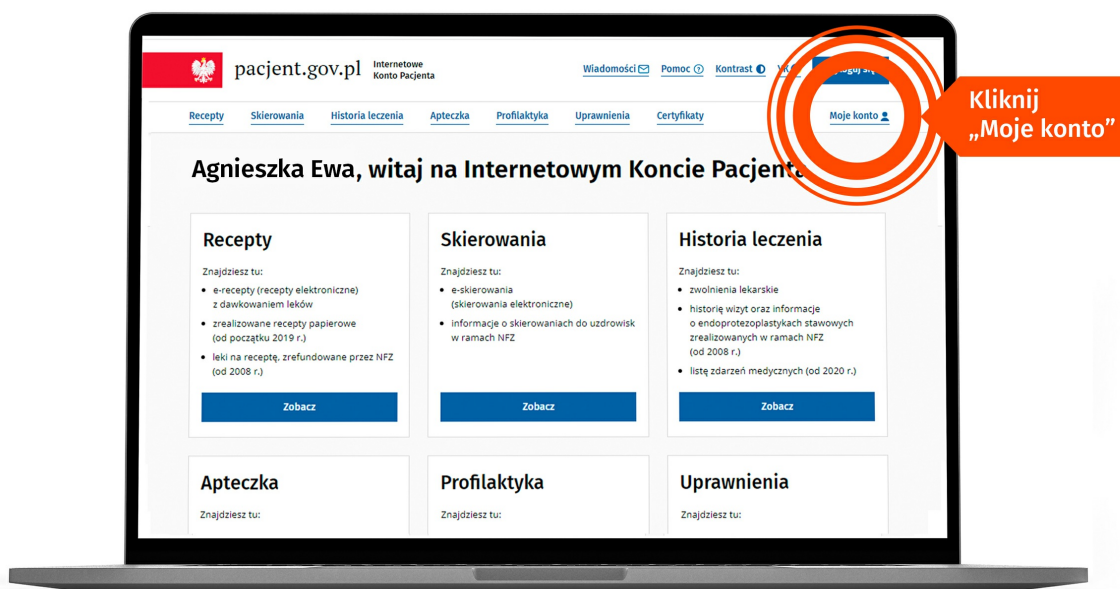 pacjent.gov.pl
Internetowe
Konto Pacjenta
Wiadomości Pomoc Kontrast
Recepty Skierowania Historia leczenia Apteczka Profilaktyka Uprawnienia Certyfikaty Moje konto
Kliknij
„Moje konto”
Agnieszka Ewa, witaj na Internetowym Koncie Pacjenta
Recepty
Znajdziesz tu:
• e-recepty (recepty elektroniczne)
z dawkowaniem leków
• zrealizowane recepty papierowe
(od początku 2019 r.)
• leki na receptę, zrefundowane przez NFZ
(od 2008 r.)
Zobacz
Skierowania
Znajdziesz tu:
• e-skierowania
(skierowania elektroniczne)
• informacje o skierowaniach do uzdrowisk
w ramach NFZ
Zobacz
Historia leczenia
Znajdziesz tu:
• zwolnienia lekarskie
• historię wizyt oraz informacje
o endoprotezoplastykach stawowych
zrealizowanych w ramach NFZ
(od 2008 r.)
• listę zdarzeń medycznych (od 2020 r.)
Zobacz
Apteczka
Znajdziesz tu:
Profilaktyka
Znajdziesz tu:
Uprawnienia
Znajdziesz tu: